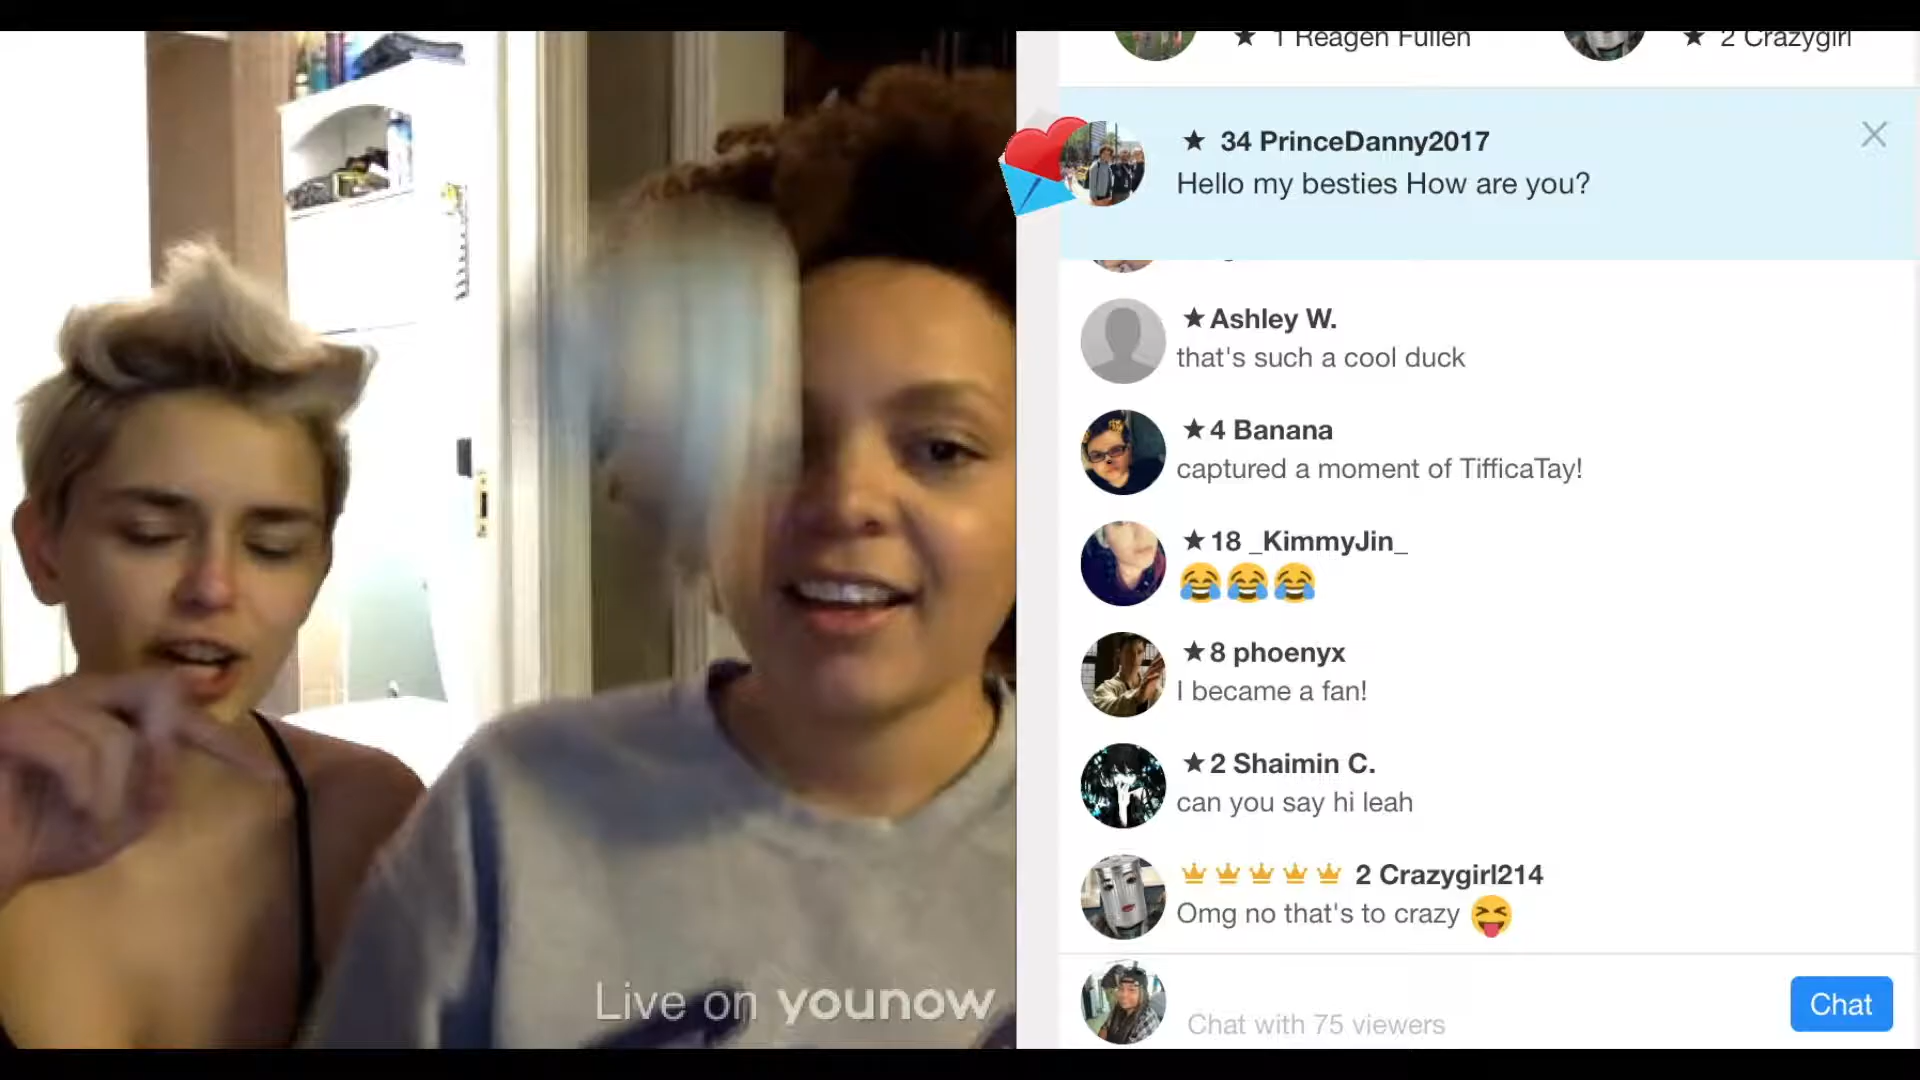 ★ 1 Reagen Fullen
★ 2 Crazygirl
★ 34 PrinceDanny2017
Hello my besties How are you?
★ Ashley W.
that's such a cool duck
★ 4 Banana
captured a moment of TifficaTay!
★ 18 _KimmyJin_
😂😂😂
★ 8 phoenyx
I became a fan!
★ 2 Shaimin C.
can you say hi leah
2 Crazygirl214
Omg no that's to crazy 😝
Live on younow
Chat with 75 viewers
Chat